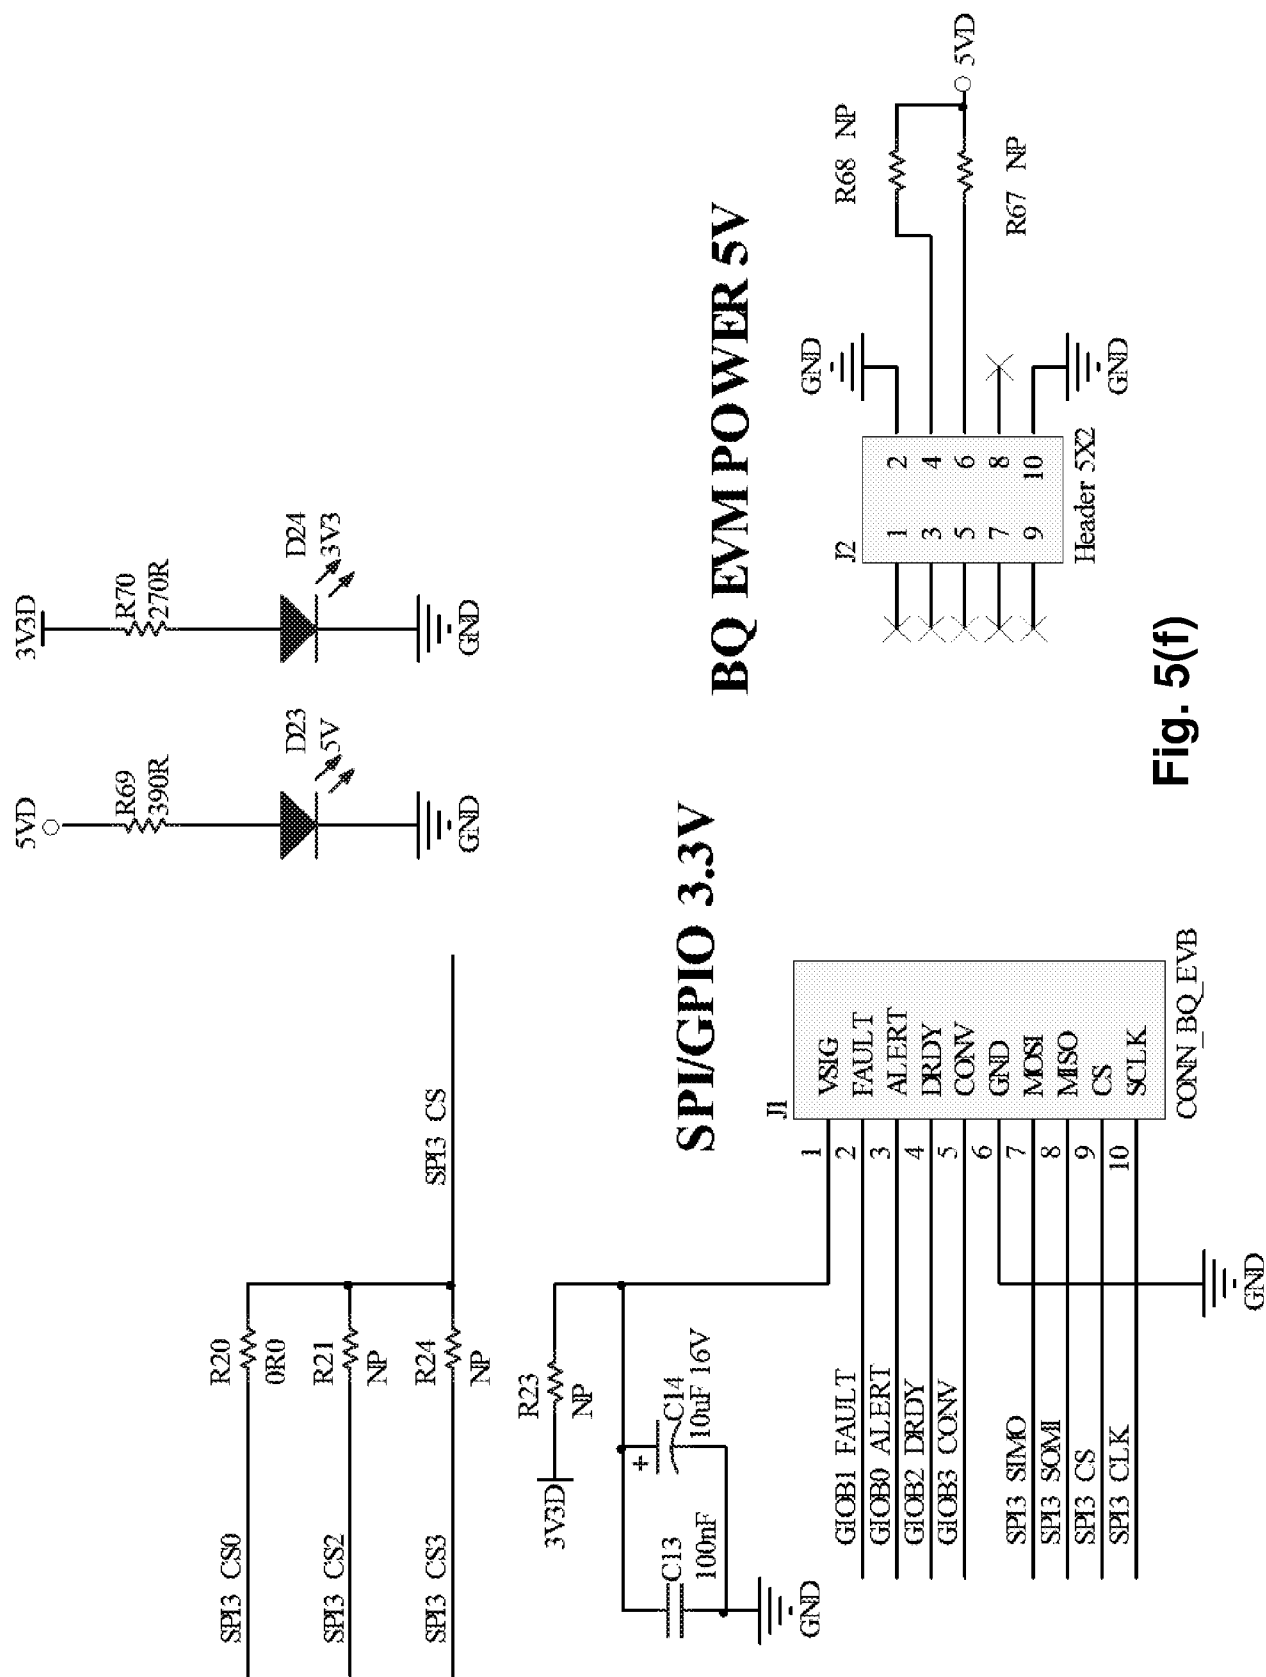 SPI3 CS0
R20
0R0
SPI3 CS2
R21
NP
SPI3 CS3
R24
NP
SPI3 CS
5VD
R69
390R
D23
5V
GND
3V3D
R70
270R
D24
3V3
GND
3V3D
R23
NP
C13
100nF
+
C14
10uF 16V
GND
SPI/GPIO 3.3V
GIOB1 FAULT
GIOB0 ALERT
GIOB2 DRDY
GIOB3 CONV
SPI3 SIMO
SPI3 SOMI
SPI3 CS
SPI3 CLK
GND
J1
1 VSIG
2 FAULT
3 ALERT
4 DRDY
5 CONV
6 GND
7 MOSI
8 MISO
9 CS
10 SCLK
CONN_BQ_EVB
BQ EVM POWER 5V
J2
1 2
3 4
5 6
7 8
9 10
Header 5X2
GND
GND
R68 NP
R67 NP
5VD
Fig. 5(f)